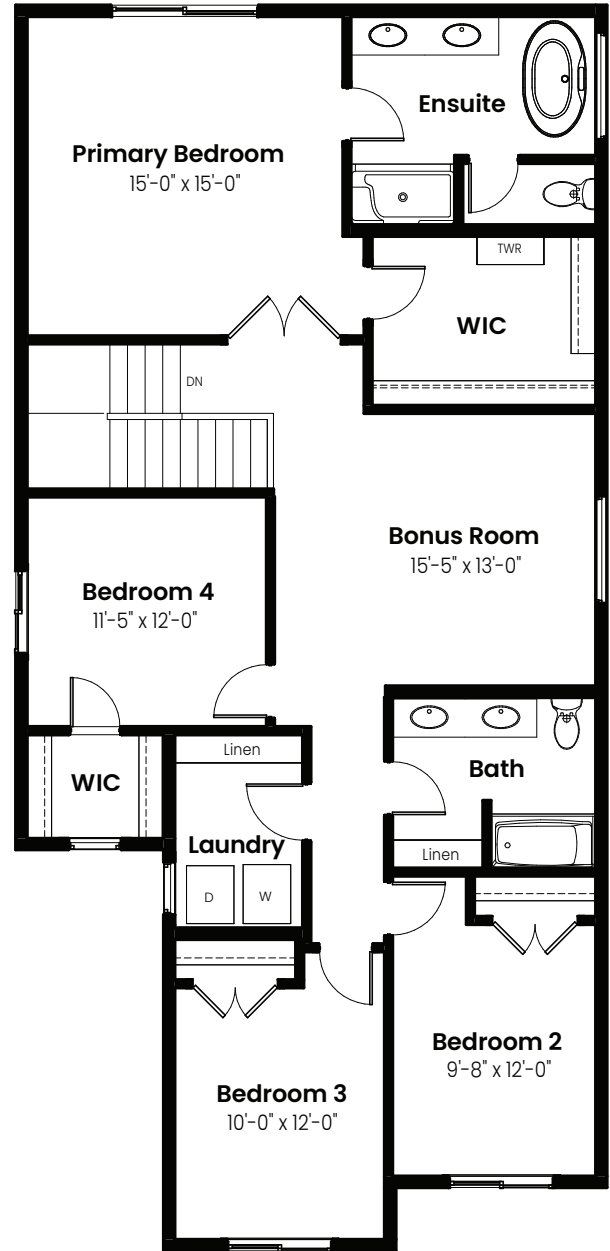 Ensuite
Primary Bedroom
15'-0" x 15'-0"
TWR
WIC
DN
Bonus Room
15'-5" x 13'-0"
Bedroom 4
11'-5" x 12'-0"
Linen
WIC
Bath
Laundry
Linen
D
W
Bedroom 2
9'-8" x 12'-0"
Bedroom 3
10'-0" x 12'-0"